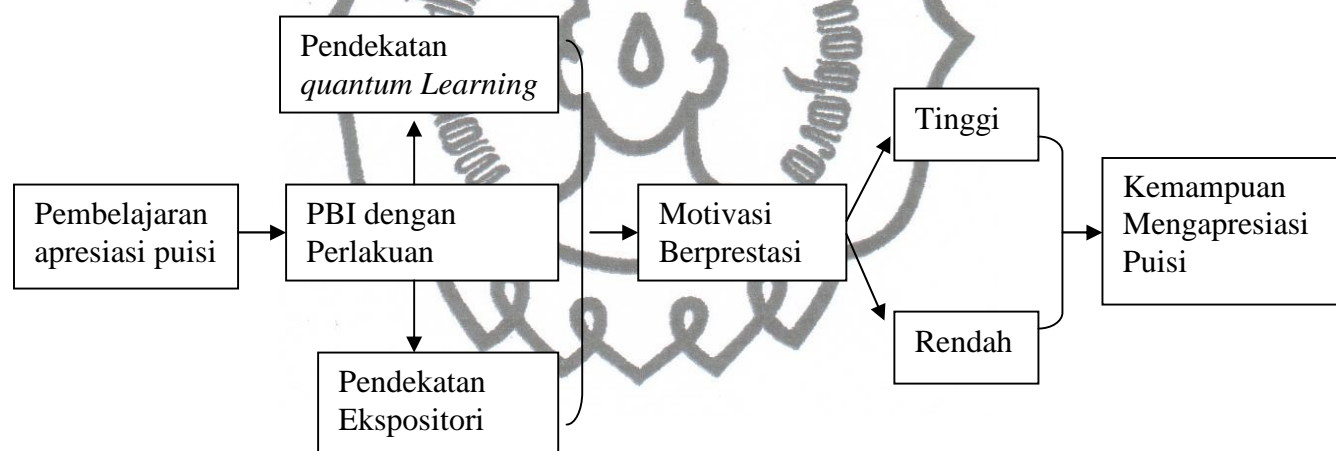 Pendekatan
quantum Learning
Tinggi
Pembelajaran
apresiasi puisi
PBI dengan
Perlakuan
Motivasi
Berprestasi
Kemampuan
Mengapresiasi
Puisi
Rendah
Pendekatan
Ekspositori